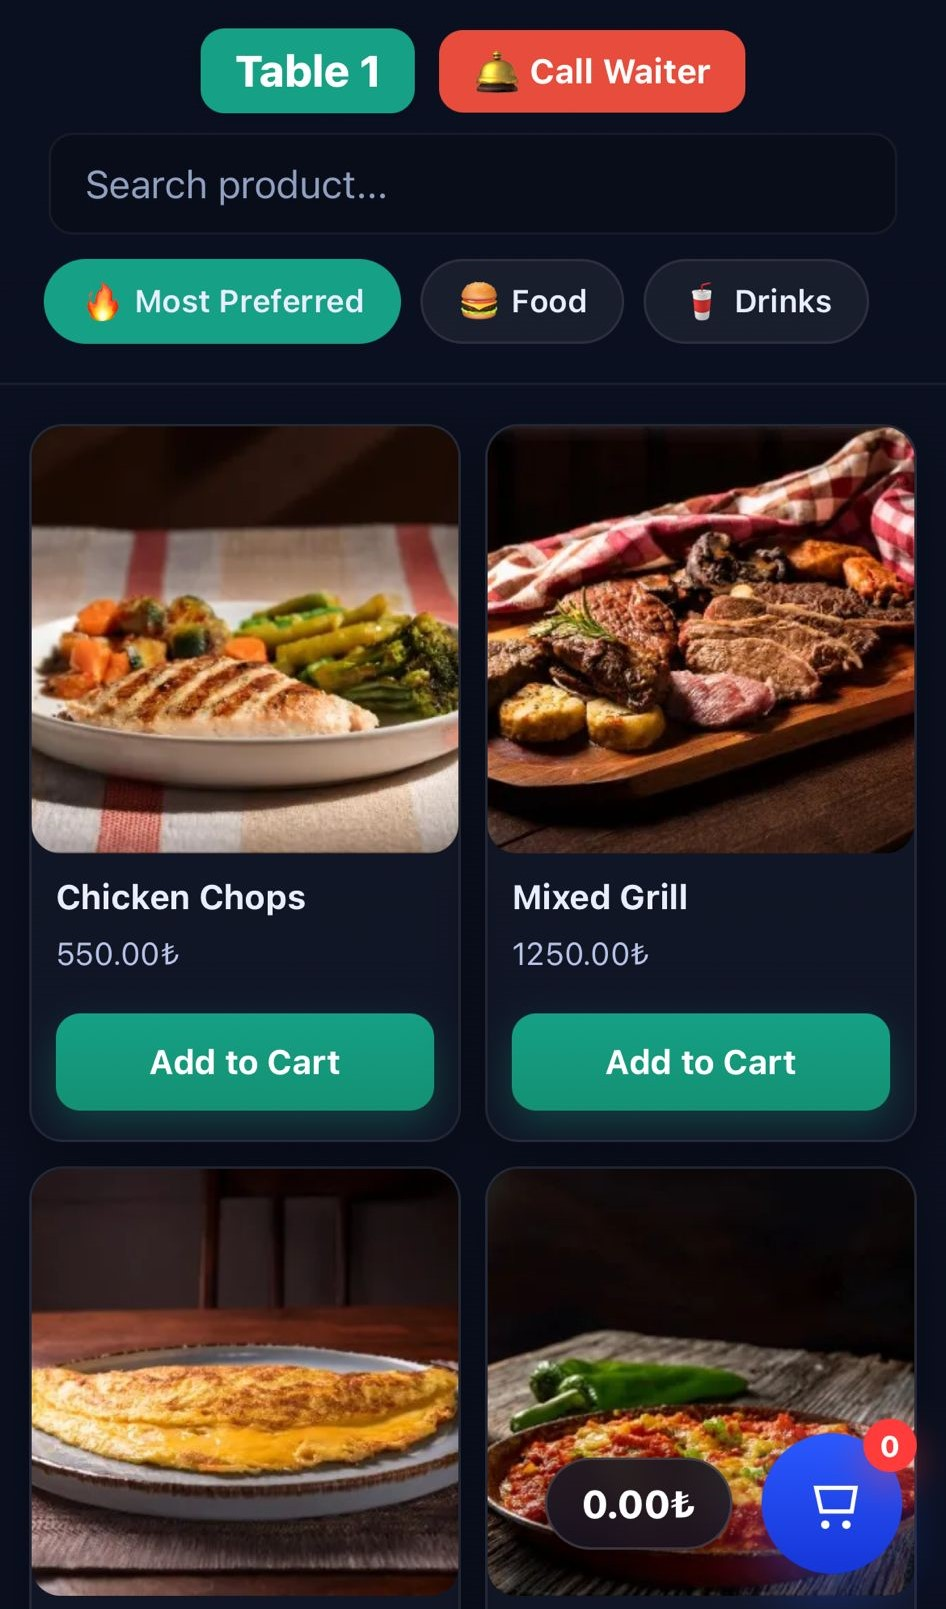 Table 1
Call Waiter
Search product...
Most Preferred
Food
Drinks
Chicken Chops
550.00₺
Add to Cart
Mixed Grill
1250.00₺
Add to Cart
0.00₺
0